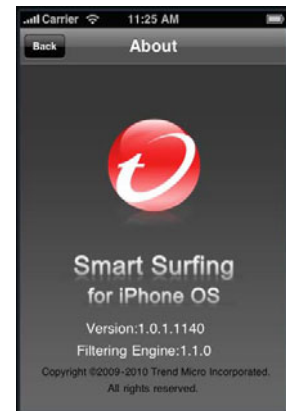 Carrier 11:25 AM
Back About
Smart Surfing
for iPhone OS
Version:1.0.1.1140
Filtering Engine:1.1.0
Copyright ©2009-2010 Trend Micro Incorporated.
All rights reserved.